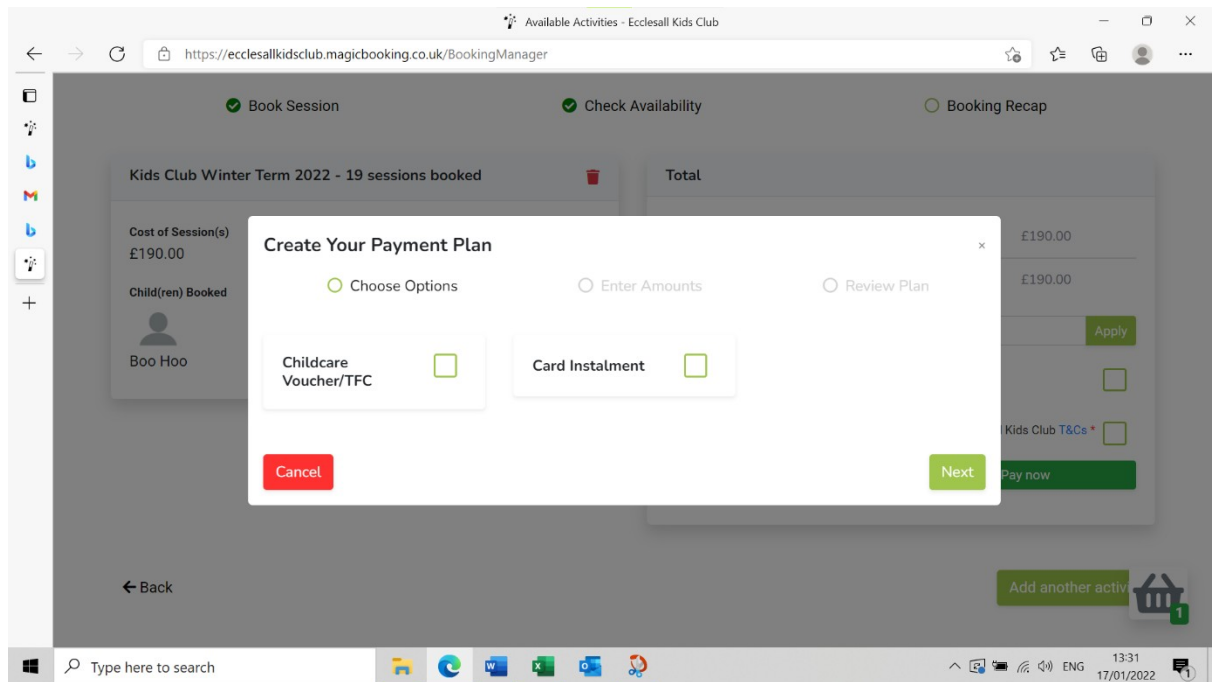 Available Activities - Ecclesall Kids Club
https://ecclesallkidsclub.magicbooking.co.uk/BookingManager
Book Session
Check Availability
Booking Recap
Kids Club Winter Term 2022 - 19 sessions booked
Total
Cost of Session(s)
£190.00
Child(ren) Booked
Boo Hoo
£190.00
£190.00
Apply
Create Your Payment Plan
×
Choose Options
Enter Amounts
Review Plan
Childcare
Voucher/TFC
Card Instalment
Cancel
Next
Kids Club T&Cs *
Pay now
Back
Add another activi
1
Type here to search
ENG
13:31
17/01/2022
1